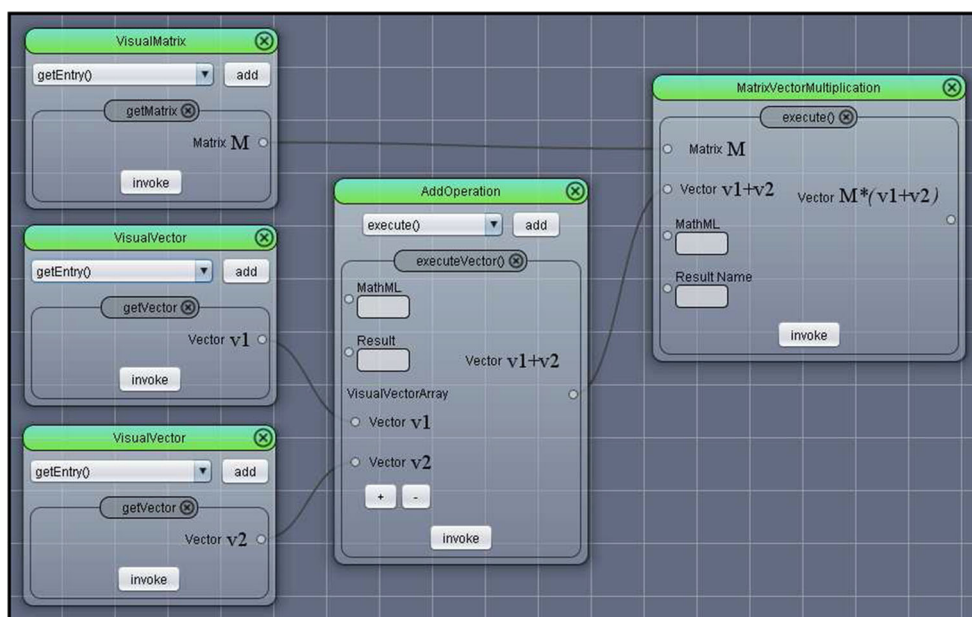 VisualMatrix
getEntry() add
getMatrix
Matrix M
invoke
VisualVector
getEntry() add
getVector
Vector v1
invoke
VisualVector
getEntry() add
getVector
Vector v2
invoke
AddOperation
execute() add
executeVector()
MathML
Result
Vector v1+v2
VisualVectorArray
Vector v1
Vector v2
+ -
invoke
MatrixVectorMultiplication
execute()
Matrix M
Vector v1+v2 Vector M*(v1+v2)
MathML
Result Name
invoke